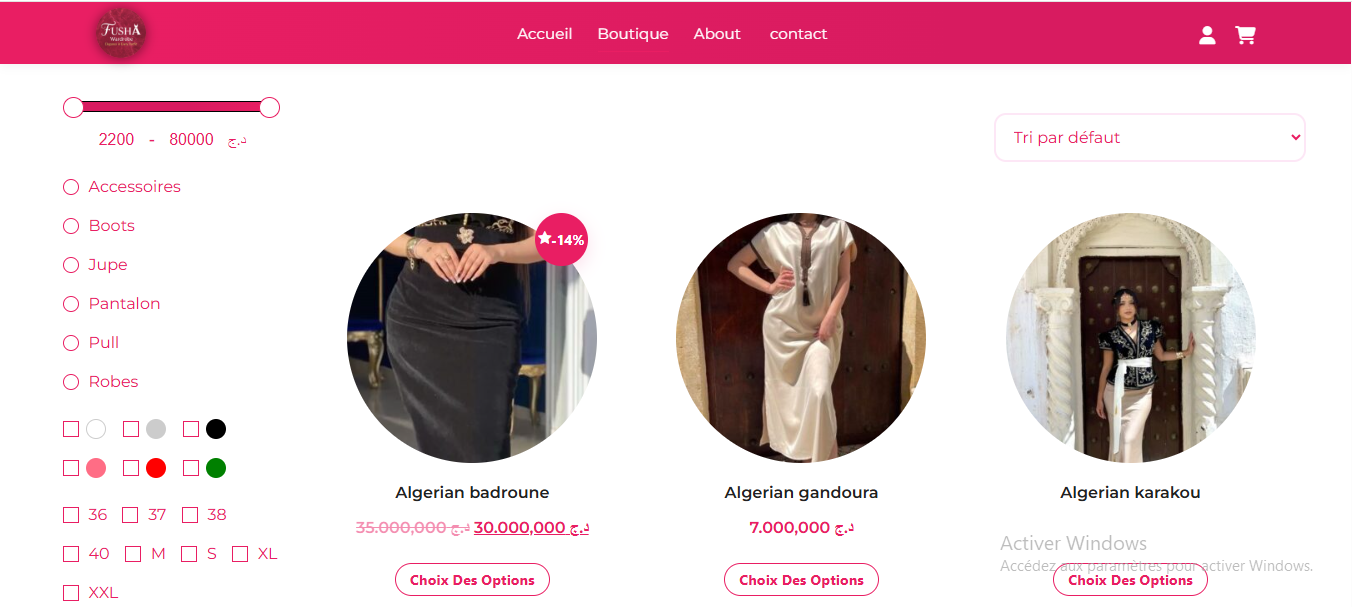 FUSHA
Wardrobe
Accueil Boutique About contact
2200 - 80000 د.ج
Tri par défaut
Accessoires
Boots
Jupe
Pantalon
Pull
Robes
36 37 38
40 M S XL
XXL
-14%
Algerian badroune
35.000,000 د.ج 30.000,000 د.ج
Choix Des Options
Algerian gandoura
7.000,000 د.ج
Choix Des Options
Algerian karakou
Activer Windows
Accédez aux paramètres pour activer Windows.
Choix Des Options